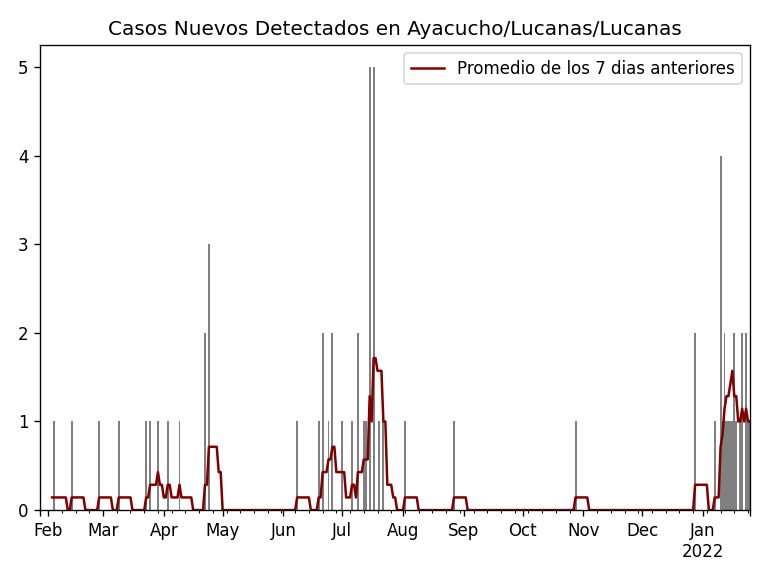 Casos Nuevos Detectados en Ayacucho/Lucanas/Lucanas
Promedio de los 7 dias anteriores
5
4
3
2
1
0
Feb Mar Apr May Jun Jul Aug Sep Oct Nov Dec Jan
2022